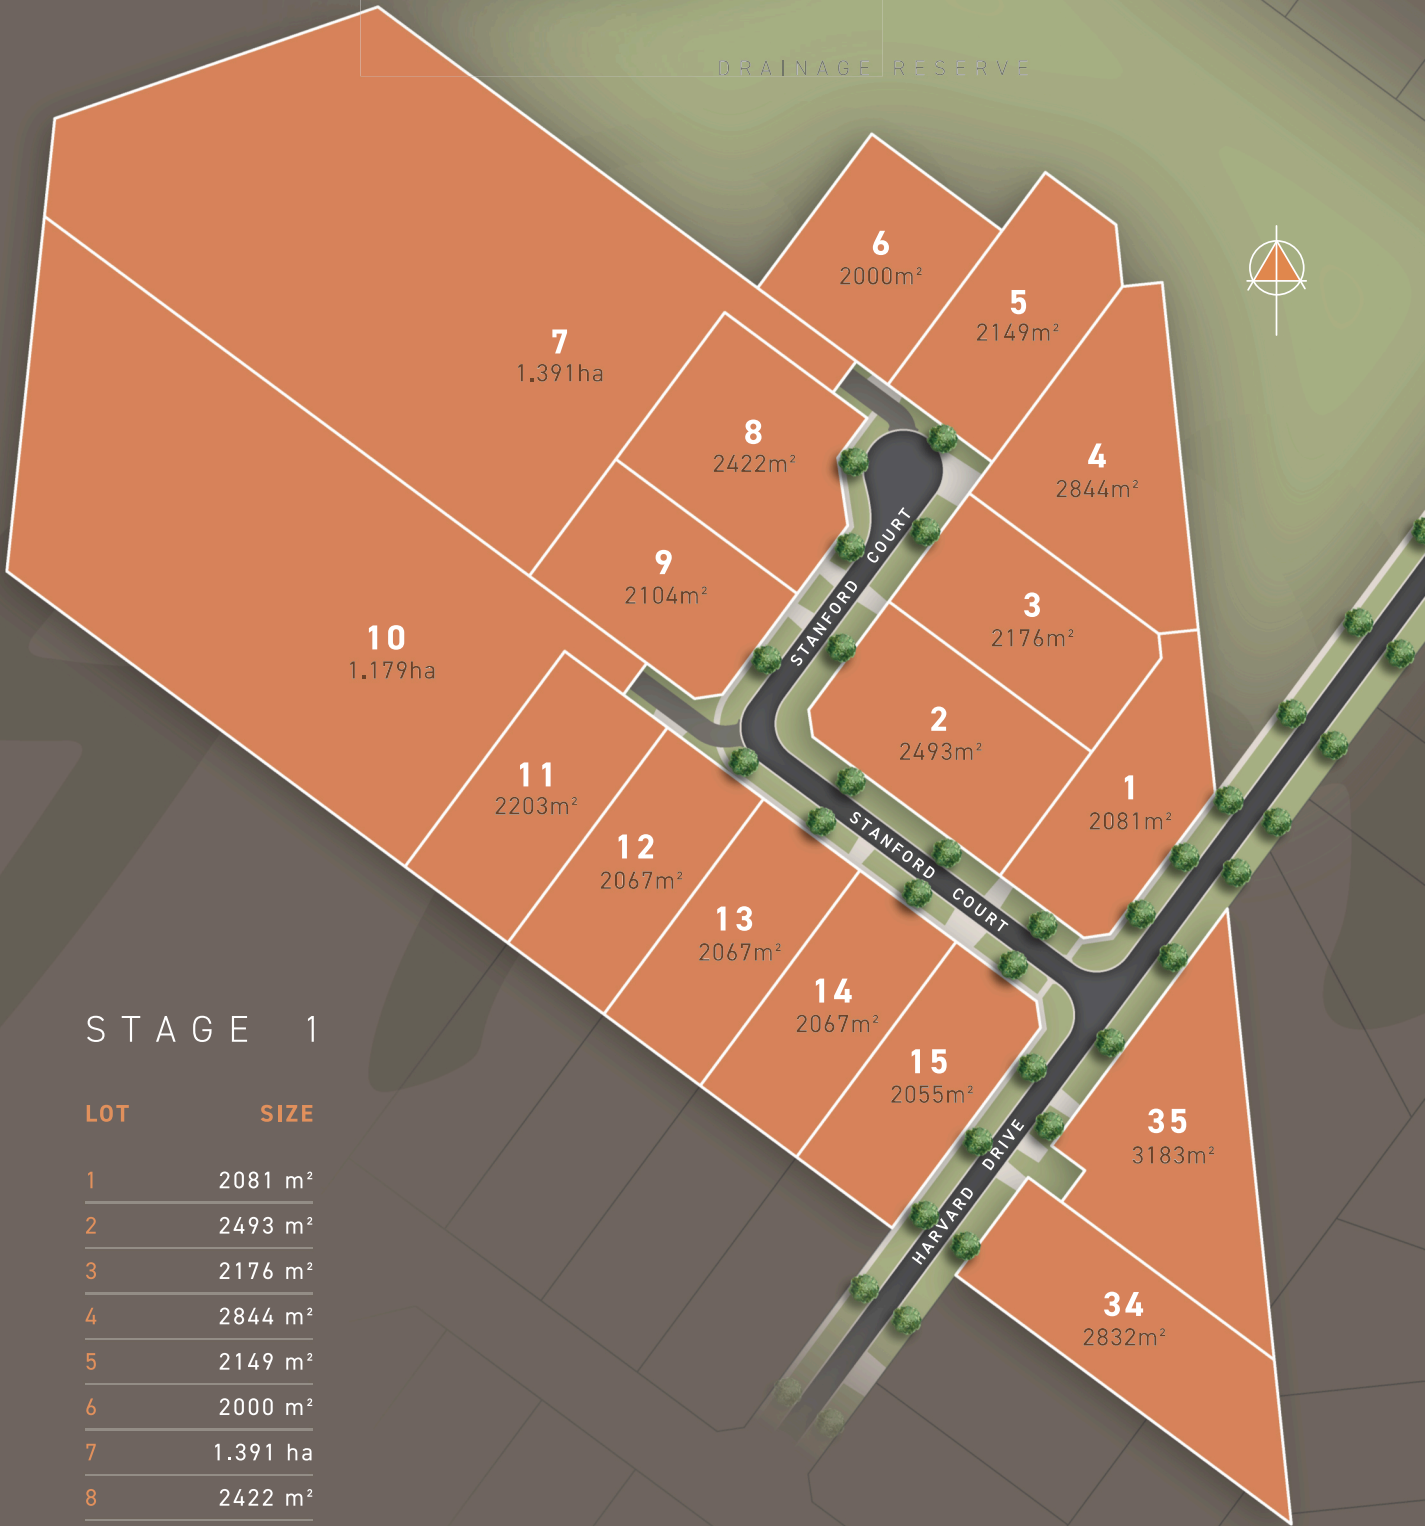 DRAINAGE RESERVE
6
2000m²
5
2149m²
7
1.391ha
8
2422m²
4
2844m²
9
2104m²
3
2176m²
STANFORD COURT
10
1.179ha
2
2493m²
11
2203m²
1
2081m²
12
2067m²
STANFORD COURT
13
2067m²
14
2067m²
15
2055m²
35
3183m²
HARVARD DRIVE
34
2832m²
STAGE 1
LOT SIZE
1 2081 m²
2 2493 m²
3 2176 m²
4 2844 m²
5 2149 m²
6 2000 m²
7 1.391 ha
8 2422 m²